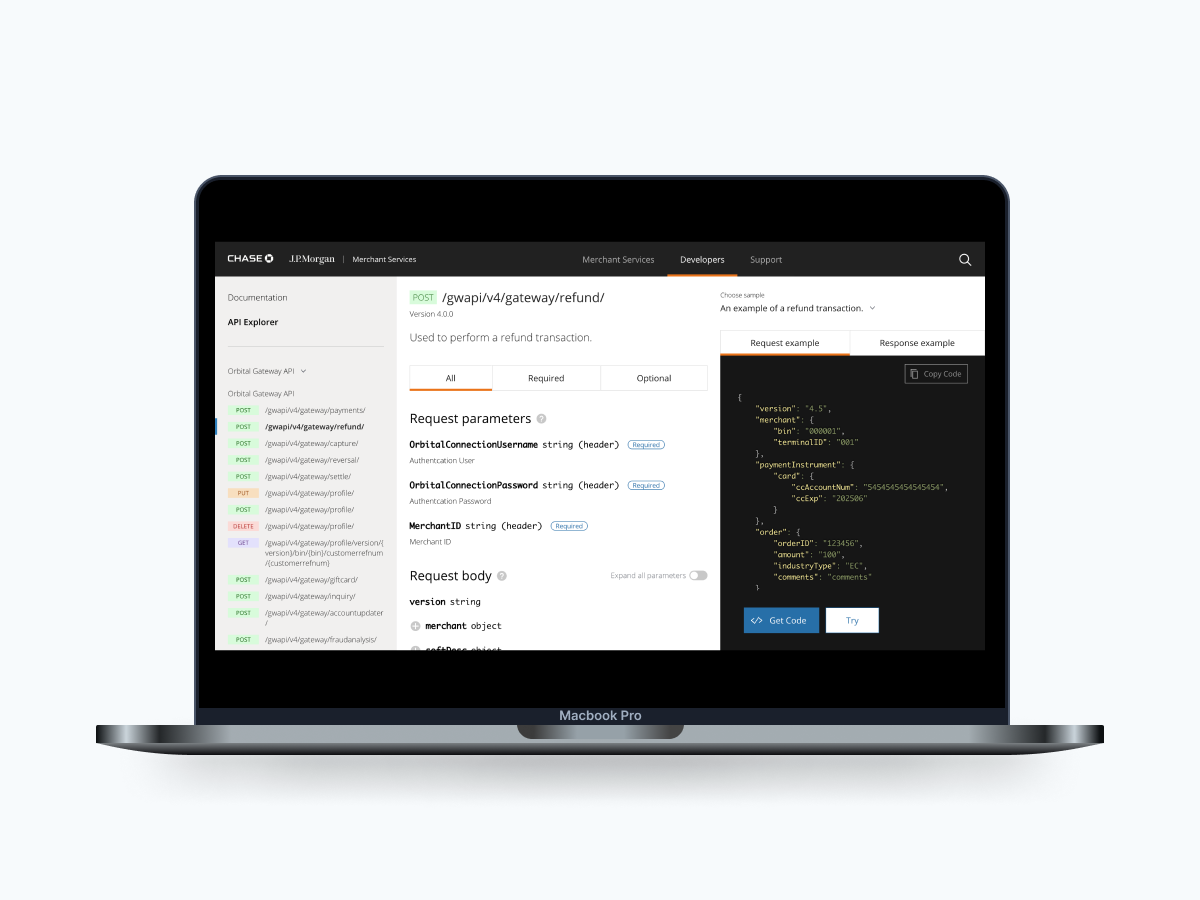 CHASE J.P.Morgan | Merchant Services
Merchant Services
Developers
Support
Documentation
API Explorer
Orbital Gateway API
Orbital Gateway API
POST /gwapi/v4/gateway/payments/
POST /gwapi/v4/gateway/refund/
POST /gwapi/v4/gateway/capture/
POST /gwapi/v4/gateway/reversal/
POST /gwapi/v4/gateway/settle/
PUT /gwapi/v4/gateway/profile/
POST /gwapi/v4/gateway/profile/
DELETE /gwapi/v4/gateway/profile/
GET /gwapi/v4/gateway/profile/version/{
version}/bin/{bin}/customerrefnum
/{customerrefnum}
POST /gwapi/v4/gateway/giftcard/
POST /gwapi/v4/gateway/inquiry/
POST /gwapi/v4/gateway/accountupdater
/
POST /gwapi/v4/gateway/fraudanalysis/
POST /gwapi/v4/gateway/refund/
Version 4.0.0
Used to perform a refund transaction.
All
Required
Optional
Request parameters ?
OrbitalConnectionUsername string (header) Required
Authentcation User
OrbitalConnectionPassword string (header) Required
Authentcation Password
MerchantID string (header) Required
Merchant ID
Request body ?
Expand all parameters
version string
merchant object
softDesc object
Choose sample
An example of a refund transaction.
Request example
Response example
Copy Code
{
"version": "4.5",
"merchant": {
"bin": "000001",
"terminalID": "001"
},
"paymentInstrument": {
"card": {
"ccAccountNum": "5454545454545454",
"ccExp": "202506"
}
},
"order": {
"orderID": "123456",
"amount": "100",
"industryType": "EC",
"comments": "comments"
}
</> Get Code
Try
Macbook Pro